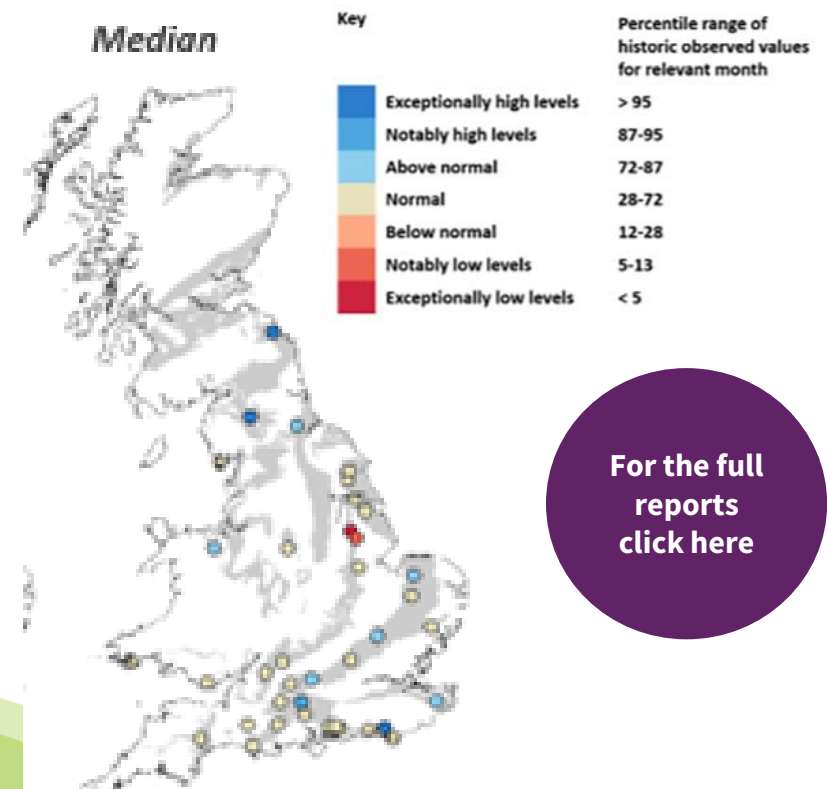 Median
Key
Percentile range of
historic observed values
for relevant month
Exceptionally high levels > 95
Notably high levels 87-95
Above normal 72-87
Normal 28-72
Below normal 12-28
Notably low levels 5-13
Exceptionally low levels < 5
For the full
reports
click here